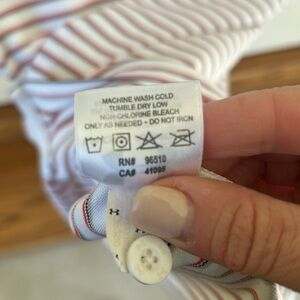 MACHINE WASH COLD
TUMBLE DRY LOW
NON-CHLORINE BLEACH
ONLY AS NEEDED - DO NOT IRON
RN# 96510
CA# 41095